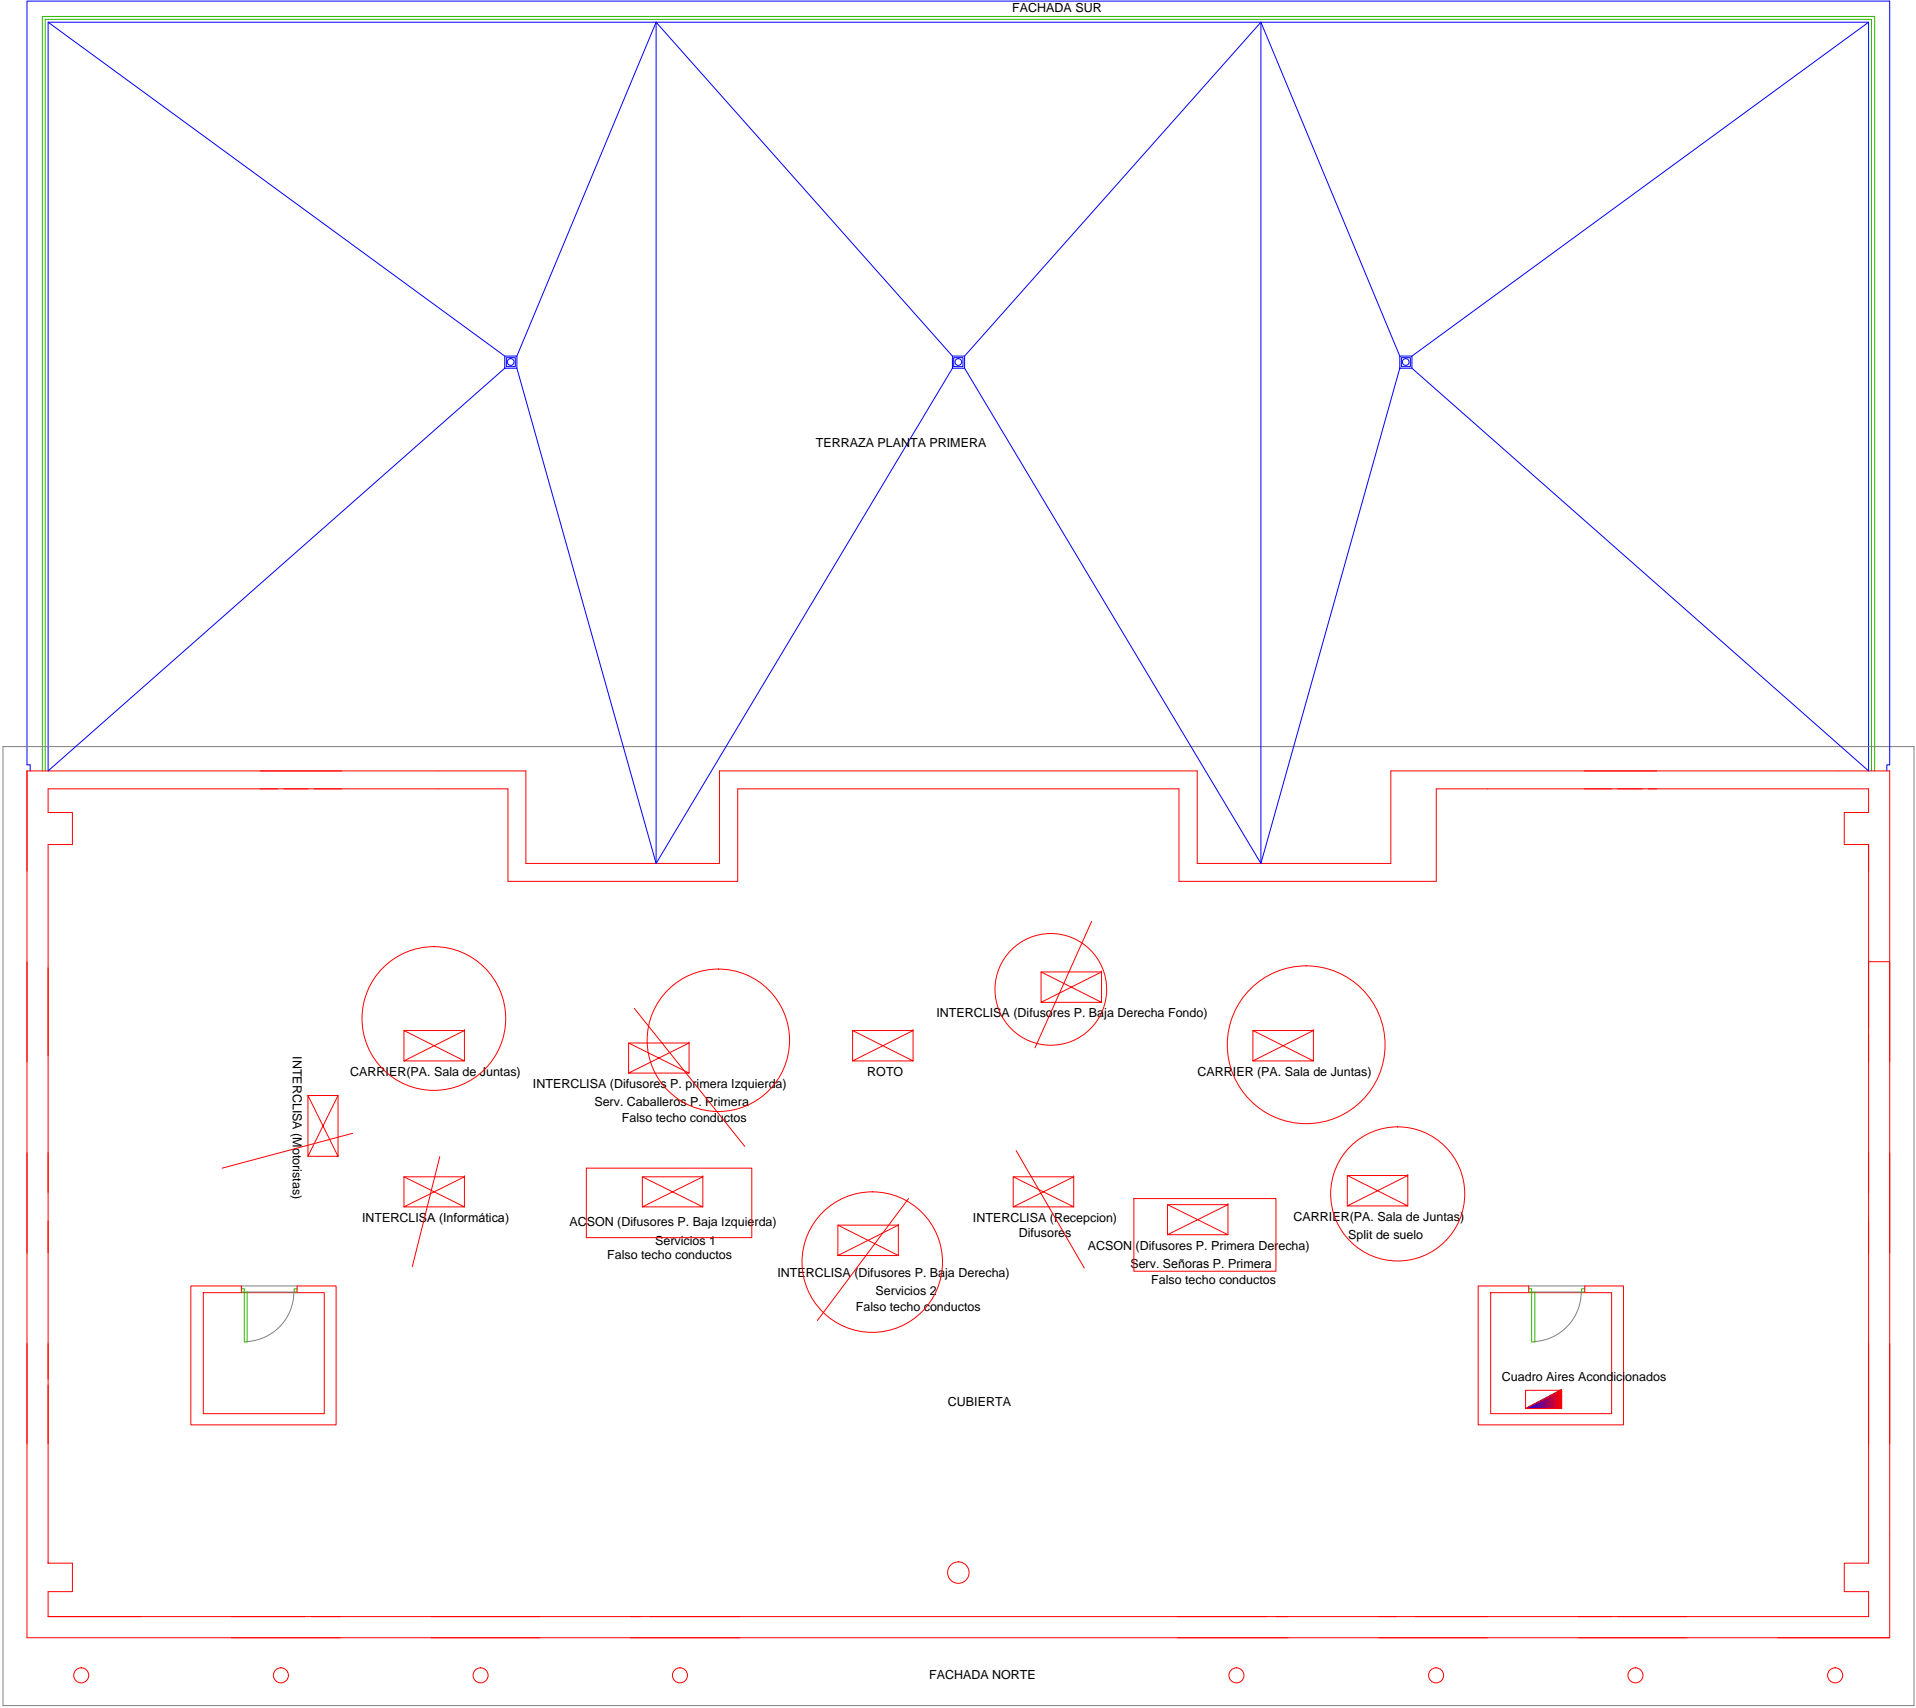 FACHADA SUR
TERRAZA PLANTA PRIMERA
INTERCLISA (Difusores P. Baja Derecha Fondo)
CARRIER(PA. Sala de Juntas)
ROTO
CARRIER (PA. Sala de Juntas)
INTERCLISA (Difusores P. primera Izquierda)
Serv. Caballeros P. Primera
Falso techo conductos
INTERCLISA (Motoristas)
INTERCLISA (Informática)
ACSON (Difusores P. Baja Izquierda)
Servicios 1
Falso techo conductos
INTERCLISA (Recepcion)
Difusores
CARRIER(PA. Sala de Juntas)
Split de suelo
ACSON (Difusores P. Primera Derecha)
Serv. Señoras P. Primera
Falso techo conductos
INTERCLISA (Difusores P. Baja Derecha)
Servicios 2
Falso techo conductos
Cuadro Aires Acondicionados
CUBIERTA
FACHADA NORTE